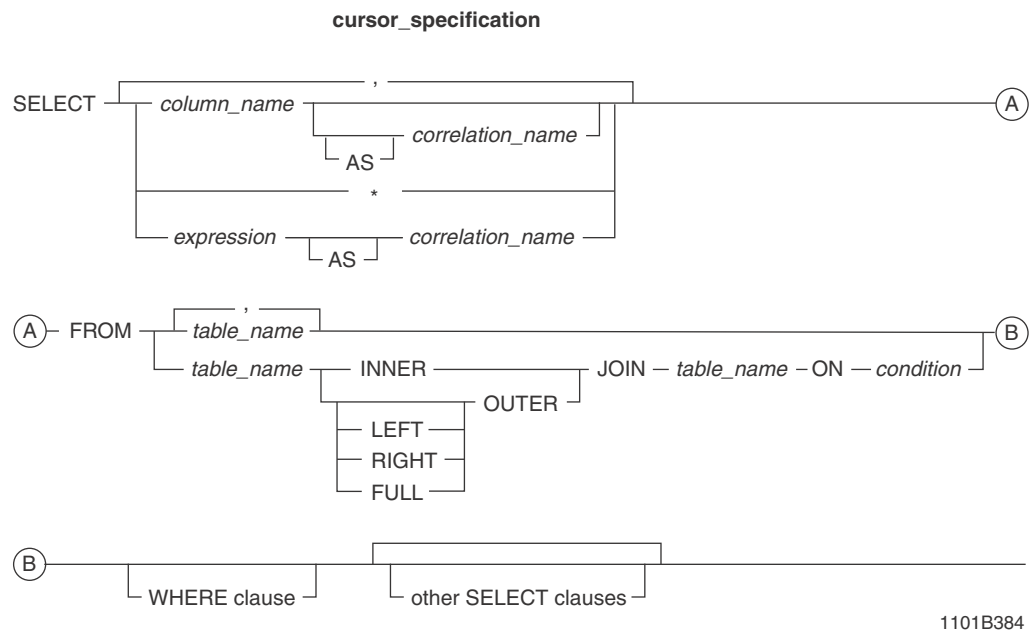 cursor_specification
,
SELECT column_name A
correlation_name
AS
*
expression correlation_name
AS
,
A FROM table_name B
table_name INNER JOIN table_name ON condition
OUTER
LEFT
RIGHT
FULL
B
WHERE clause other SELECT clauses
1101B384